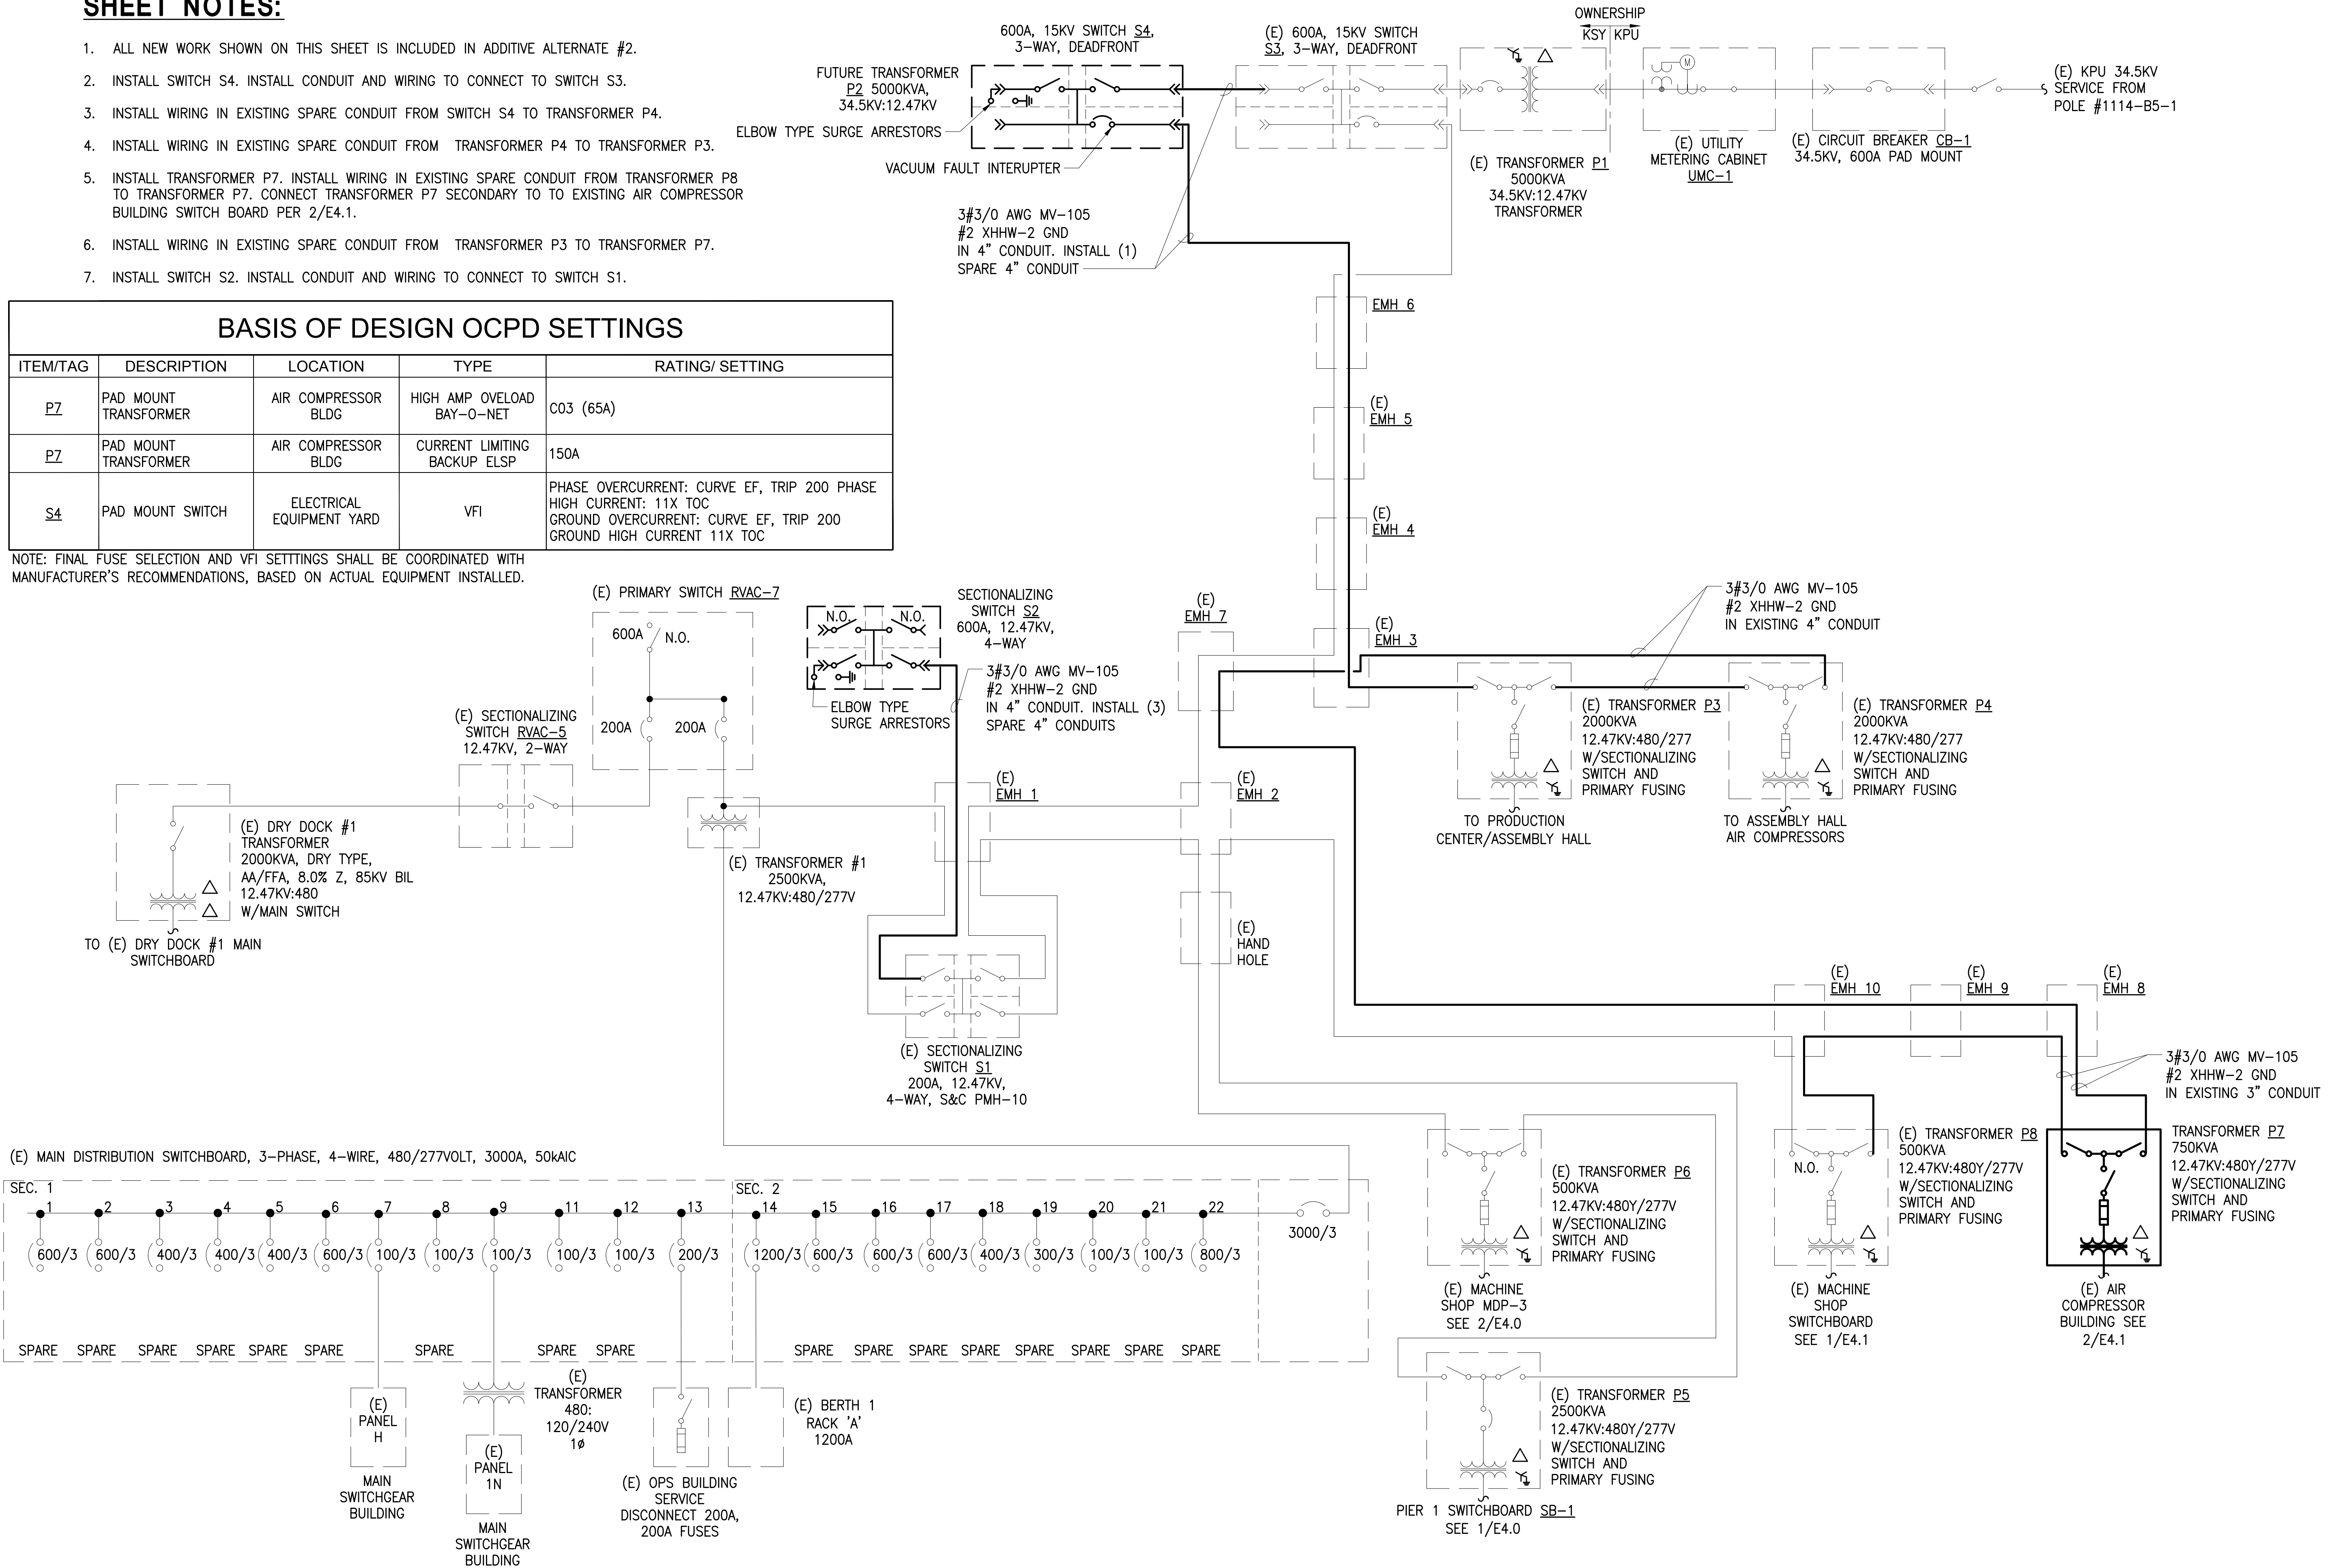 SHEET NOTES:
1. ALL NEW WORK SHOWN ON THIS SHEET IS INCLUDED IN ADDITIVE ALTERNATE #2.
2. INSTALL SWITCH S4. INSTALL CONDUIT AND WIRING TO CONNECT TO SWITCH S3.
3. INSTALL WIRING IN EXISTING SPARE CONDUIT FROM SWITCH S4 TO TRANSFORMER P4.
4. INSTALL WIRING IN EXISTING SPARE CONDUIT FROM TRANSFORMER P4 TO TRANSFORMER P3.
5. INSTALL TRANSFORMER P7. INSTALL WIRING IN EXISTING SPARE CONDUIT FROM TRANSFORMER P8
TO TRANSFORMER P7. CONNECT TRANSFORMER P7 SECONDARY TO TO EXISTING AIR COMPRESSOR
BUILDING SWITCH BOARD PER 2/E4.1.
6. INSTALL WIRING IN EXISTING SPARE CONDUIT FROM TRANSFORMER P3 TO TRANSFORMER P7.
7. INSTALL SWITCH S2. INSTALL CONDUIT AND WIRING TO CONNECT TO SWITCH S1.
BASIS OF DESIGN OCPD SETTINGS
ITEM/TAG DESCRIPTION LOCATION TYPE RATING/ SETTING
P7
PAD MOUNT
TRANSFORMER
AIR COMPRESSOR
BLDG
HIGH AMP OVELOAD
BAY-O-NET
C03 (65A)
P7
PAD MOUNT
TRANSFORMER
AIR COMPRESSOR
BLDG
CURRENT LIMITING
BACKUP ELSP
150A
S4
PAD MOUNT SWITCH
ELECTRICAL
EQUIPMENT YARD
VFI
PHASE OVERCURRENT: CURVE EF, TRIP 200 PHASE
HIGH CURRENT: 11X TOC
GROUND OVERCURRENT: CURVE EF, TRIP 200
GROUND HIGH CURRENT 11X TOC
NOTE: FINAL FUSE SELECTION AND VFI SETTTINGS SHALL BE COORDINATED WITH
MANUFACTURER'S RECOMMENDATIONS, BASED ON ACTUAL EQUIPMENT INSTALLED.
600A, 15KV SWITCH S4,
3-WAY, DEADFRONT
FUTURE TRANSFORMER
P2 5000KVA,
34.5KV:12.47KV
ELBOW TYPE SURGE ARRESTORS
VACUUM FAULT INTERUPTER
3#3/0 AWG MV-105
#2 XHHW-2 GND
IN 4" CONDUIT. INSTALL (1)
SPARE 4" CONDUIT
(E) 600A, 15KV SWITCH
S3, 3-WAY, DEADFRONT
OWNERSHIP
KSY KPU
M
(E) TRANSFORMER P1
5000KVA
34.5KV:12.47KV
TRANSFORMER
(E) UTILITY
METERING CABINET
UMC-1
(E) CIRCUIT BREAKER CB-1
34.5KV, 600A PAD MOUNT
(E) KPU 34.5KV
SERVICE FROM
POLE #1114-B5-1
EMH 6
(E)
EMH 5
(E)
EMH 4
(E)
EMH 3
(E)
EMH 7
3#3/0 AWG MV-105
#2 XHHW-2 GND
IN EXISTING 4" CONDUIT
(E) TRANSFORMER P3
2000KVA
12.47KV:480/277
W/SECTIONALIZING
SWITCH AND
PRIMARY FUSING
TO PRODUCTION
CENTER/ASSEMBLY HALL
(E) TRANSFORMER P4
2000KVA
12.47KV:480/277
W/SECTIONALIZING
SWITCH AND
PRIMARY FUSING
TO ASSEMBLY HALL
AIR COMPRESSORS
(E) PRIMARY SWITCH RVAC-7
600A
N.O.
200A
200A
N.O.
N.O.
SECTIONALIZING
SWITCH S2
600A, 12.47KV,
4-WAY
ELBOW TYPE
SURGE ARRESTORS
3#3/0 AWG MV-105
#2 XHHW-2 GND
IN 4" CONDUIT. INSTALL (3)
SPARE 4" CONDUITS
(E) SECTIONALIZING
SWITCH RVAC-5
12.47KV, 2-WAY
(E) DRY DOCK #1
TRANSFORMER
2000KVA, DRY TYPE,
AA/FFA, 8.0% Z, 85KV BIL
12.47KV:480
W/MAIN SWITCH
TO (E) DRY DOCK #1 MAIN
SWITCHBOARD
(E) TRANSFORMER #1
2500KVA,
12.47KV:480/277V
(E)
EMH 1
(E)
EMH 2
(E)
HAND
HOLE
(E) SECTIONALIZING
SWITCH S1
200A, 12.47KV,
4-WAY, S&C PMH-10
(E)
EMH 10
(E)
EMH 9
(E)
EMH 8
3#3/0 AWG MV-105
#2 XHHW-2 GND
IN EXISTING 3" CONDUIT
(E) TRANSFORMER P6
500KVA
12.47KV:480Y/277V
W/SECTIONALIZING
SWITCH AND
PRIMARY FUSING
(E) MACHINE
SHOP MDP-3
SEE 2/E4.0
N.O.
(E) TRANSFORMER P8
500KVA
12.47KV:480Y/277V
W/SECTIONALIZING
SWITCH AND
PRIMARY FUSING
(E) MACHINE
SHOP
SWITCHBOARD
SEE 1/E4.1
TRANSFORMER P7
750KVA
12.47KV:480Y/277V
W/SECTIONALIZING
SWITCH AND
PRIMARY FUSING
(E) AIR
COMPRESSOR
BUILDING SEE
2/E4.1
(E) TRANSFORMER P5
2500KVA
12.47KV:480Y/277V
W/SECTIONALIZING
SWITCH AND
PRIMARY FUSING
PIER 1 SWITCHBOARD SB-1
SEE 1/E4.0
(E) MAIN DISTRIBUTION SWITCHBOARD, 3-PHASE, 4-WIRE, 480/277VOLT, 3000A, 50kAIC
SEC. 1
SEC. 2
1 2 3 4 5 6 7 8 9 11 12 13 14 15 16 17 18 19 20 21 22
600/3 600/3 400/3 400/3 400/3 600/3 100/3 100/3 100/3 100/3 100/3 200/3 1200/3 600/3 600/3 600/3 400/3 300/3 100/3 100/3 800/3
3000/3
SPARE SPARE SPARE SPARE SPARE SPARE SPARE SPARE SPARE SPARE SPARE SPARE SPARE SPARE SPARE SPARE SPARE
(E)
PANEL
H
MAIN
SWITCHGEAR
BUILDING
(E)
TRANSFORMER
480:
120/240V
1ø
(E)
PANEL
1N
MAIN
SWITCHGEAR
BUILDING
(E) OPS BUILDING
SERVICE
DISCONNECT 200A,
200A FUSES
(E) BERTH 1
RACK 'A'
1200A